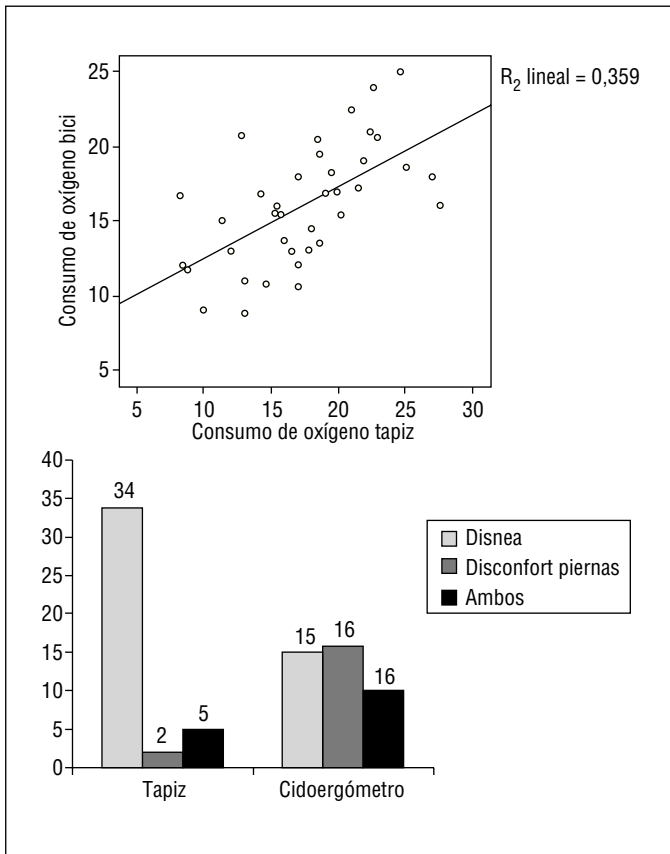 R2 lineal = 0,359
Consumo de oxígeno bici
25
20
15
10
5
5 10 15 20 25 30
Consumo de oxígeno tapiz
40
35
30
25
20
15
10
5
0
34
2
5
15
16
16
Tapiz
Cidoergómetro
Disnea
Disconfort piernas
Ambos